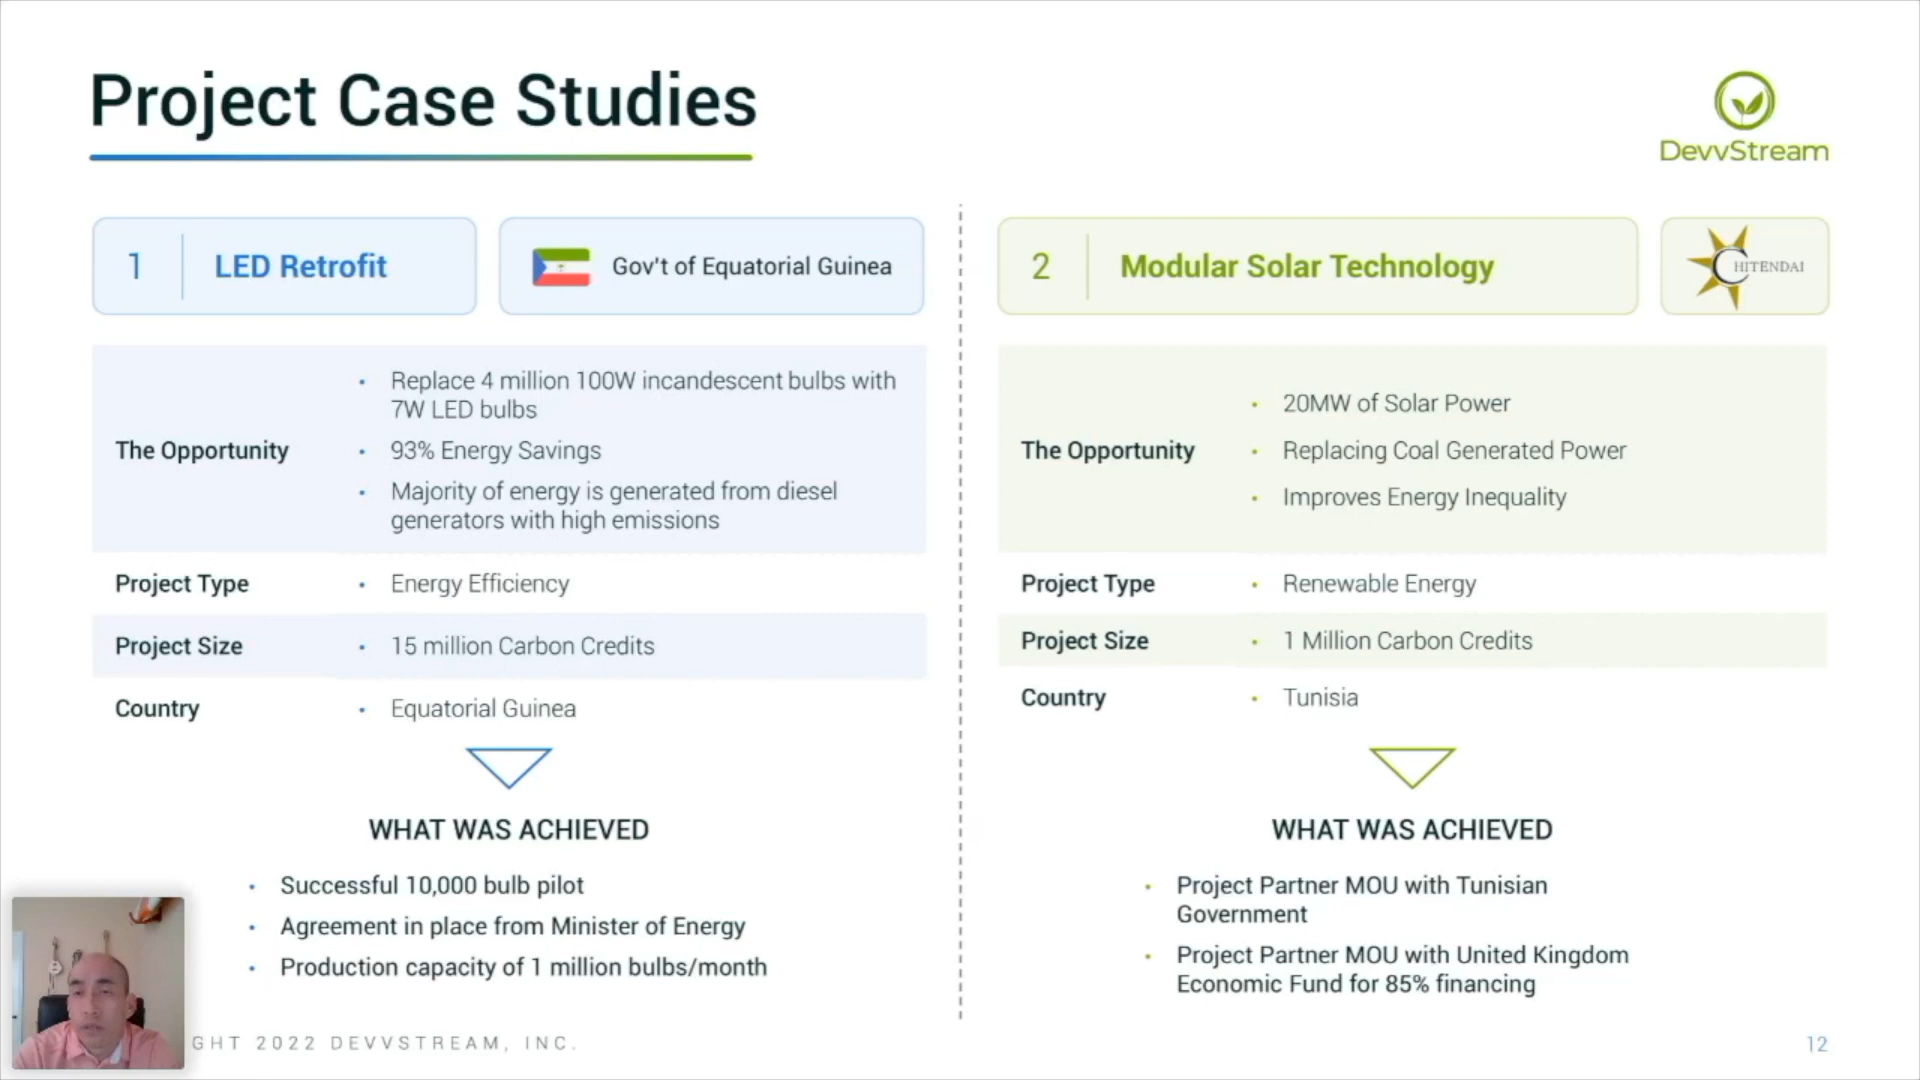 Project Case Studies
DevvStream
1
LED Retrofit
Gov't of Equatorial Guinea
The Opportunity
• Replace 4 million 100W incandescent bulbs with
7W LED bulbs
• 93% Energy Savings
• Majority of energy is generated from diesel
generators with high emissions
Project Type
• Energy Efficiency
Project Size
• 15 million Carbon Credits
Country
• Equatorial Guinea
WHAT WAS ACHIEVED
• Successful 10,000 bulb pilot
• Agreement in place from Minister of Energy
• Production capacity of 1 million bulbs/month
2
Modular Solar Technology
CHITENDAI
The Opportunity
• 20MW of Solar Power
• Replacing Coal Generated Power
• Improves Energy Inequality
Project Type
• Renewable Energy
Project Size
• 1 Million Carbon Credits
Country
• Tunisia
WHAT WAS ACHIEVED
• Project Partner MOU with Tunisian
Government
• Project Partner MOU with United Kingdom
Economic Fund for 85% financing
GHT 2022 DEVVSTREAM, INC.
12